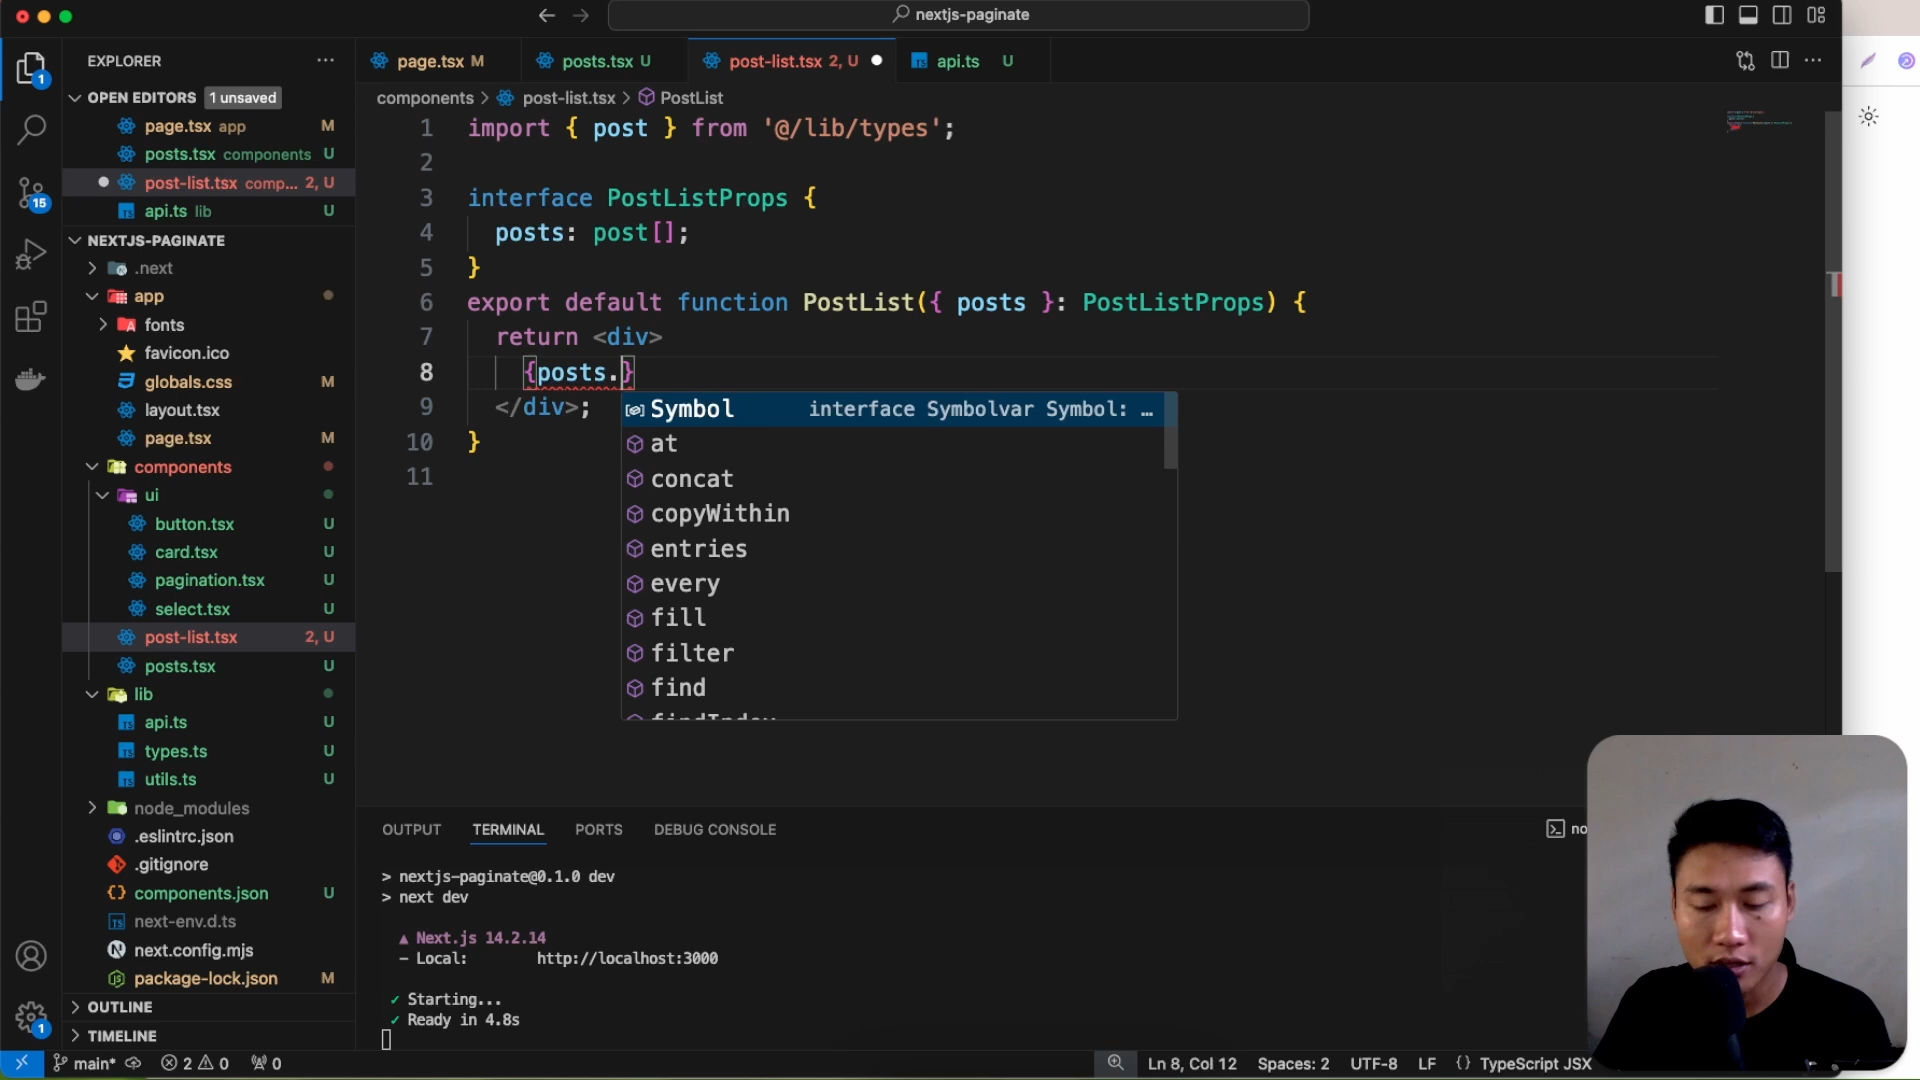 nextjs-paginate
EXPLORER
OPEN EDITORS 1 unsaved
page.tsx app M
posts.tsx components U
post-list.tsx comp... 2, U
api.ts lib U
NEXTJS-PAGINATE
.next
app
fonts
favicon.ico
globals.css M
layout.tsx
page.tsx M
components
ui
button.tsx U
card.tsx U
pagination.tsx U
select.tsx U
post-list.tsx 2, U
posts.tsx U
lib
api.ts U
types.ts U
utils.ts U
node_modules
.eslintrc.json
.gitignore
components.json U
next-env.d.ts
next.config.mjs
package-lock.json M
OUTLINE
TIMELINE
page.tsx M
posts.tsx U
post-list.tsx 2, U
api.ts U
components > post-list.tsx > PostList
1 import { post } from '@/lib/types';
2
3 interface PostListProps {
4 posts: post[];
5 }
6 export default function PostList({ posts }: PostListProps) {
7 return <div>
8 {posts.}
9 </div>;
10 }
11
Symbol interface Symbolvar Symbol: …
at
concat
copyWithin
entries
every
fill
filter
find
findIndex
OUTPUT TERMINAL PORTS DEBUG CONSOLE
> nextjs-paginate@0.1.0 dev
> next dev
▲ Next.js 14.2.14
- Local: http://localhost:3000
✓ Starting...
✓ Ready in 4.8s
1
15
1
main* 2 0 0
Ln 8, Col 12 Spaces: 2 UTF-8 LF {} TypeScript JSX